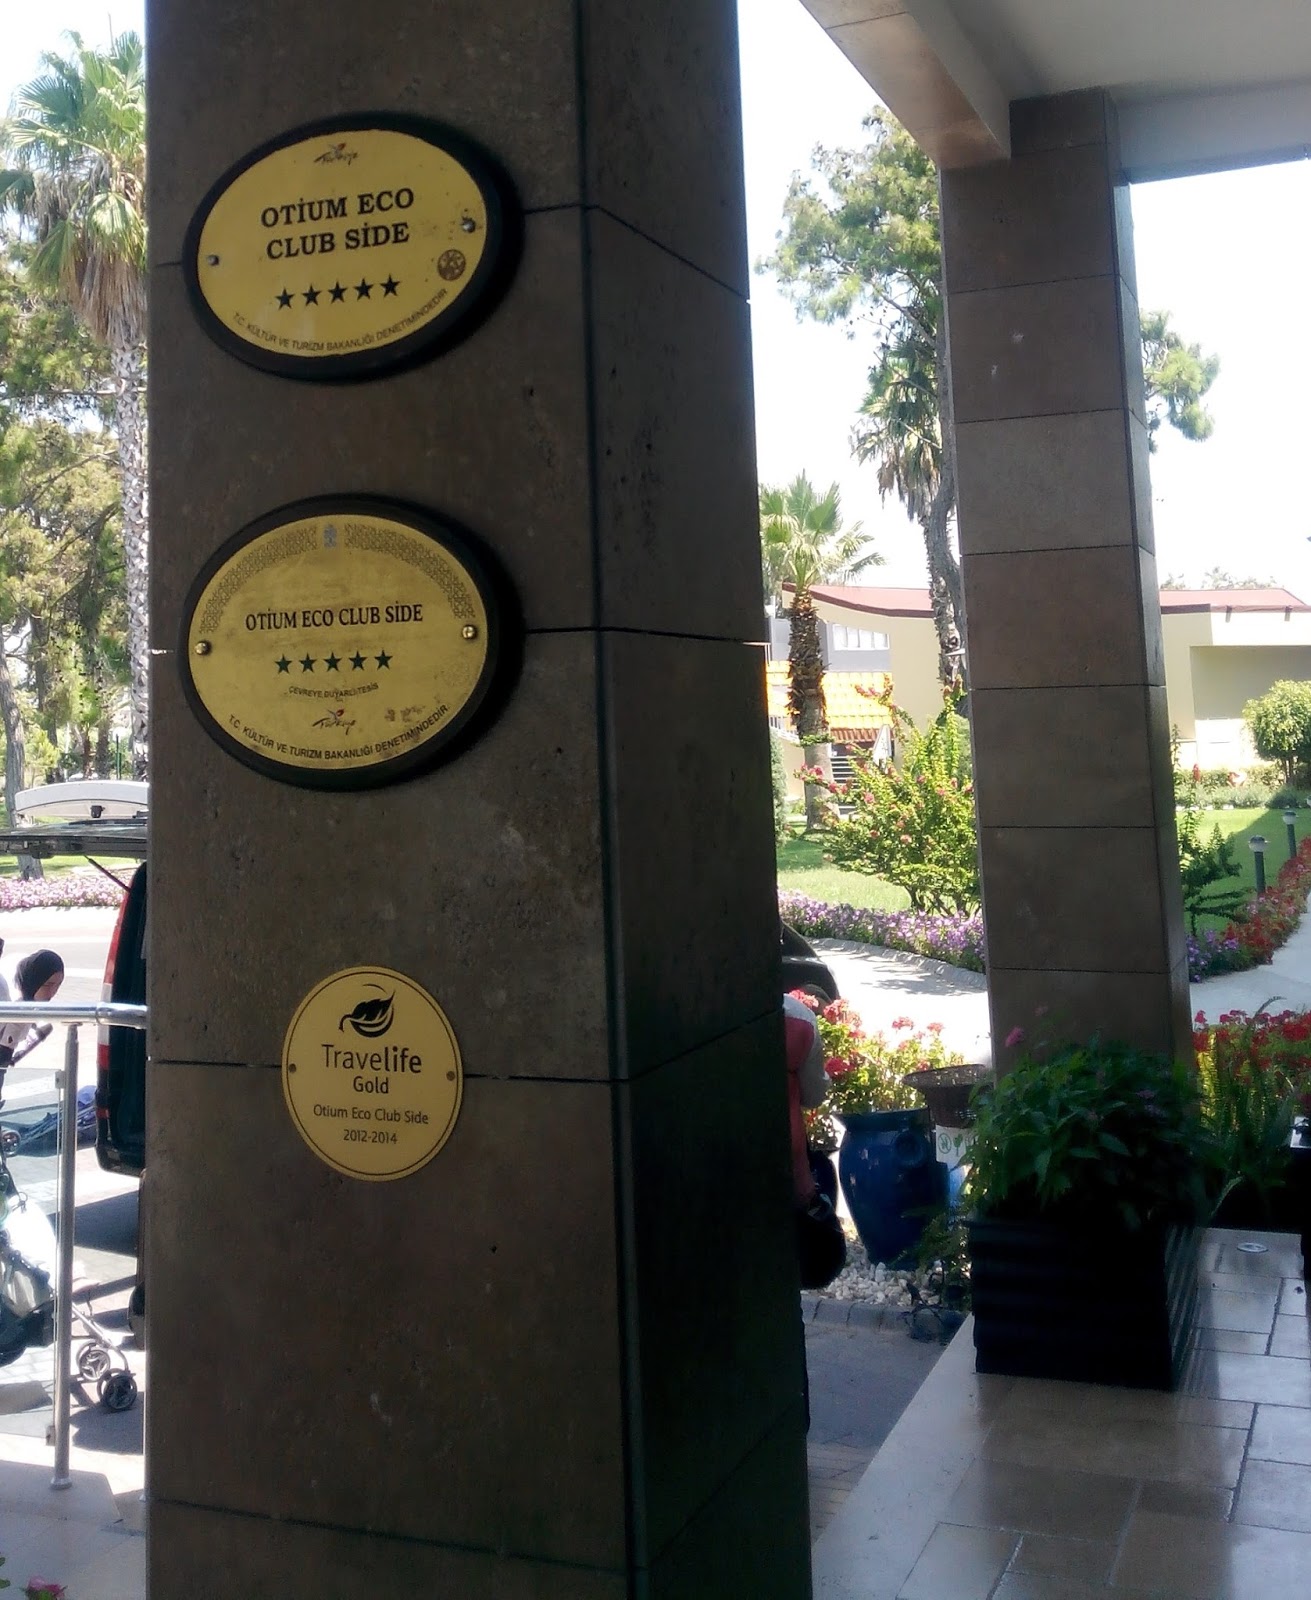 Türkiye
OTİUM ECO
CLUB SİDE
★★★★★
T.C. KÜLTÜR VE TURİZM BAKANLIĞI DENETİMİNDEDİR
OTİUM ECO CLUB SİDE
★★★★★
ÇEVREYE DUYARLI TESİS
Türkiye
T.C. KÜLTÜR VE TURİZM BAKANLIĞI DENETİMİNDEDİR
Travelife
Gold
Otium Eco Club Side
2012-2014